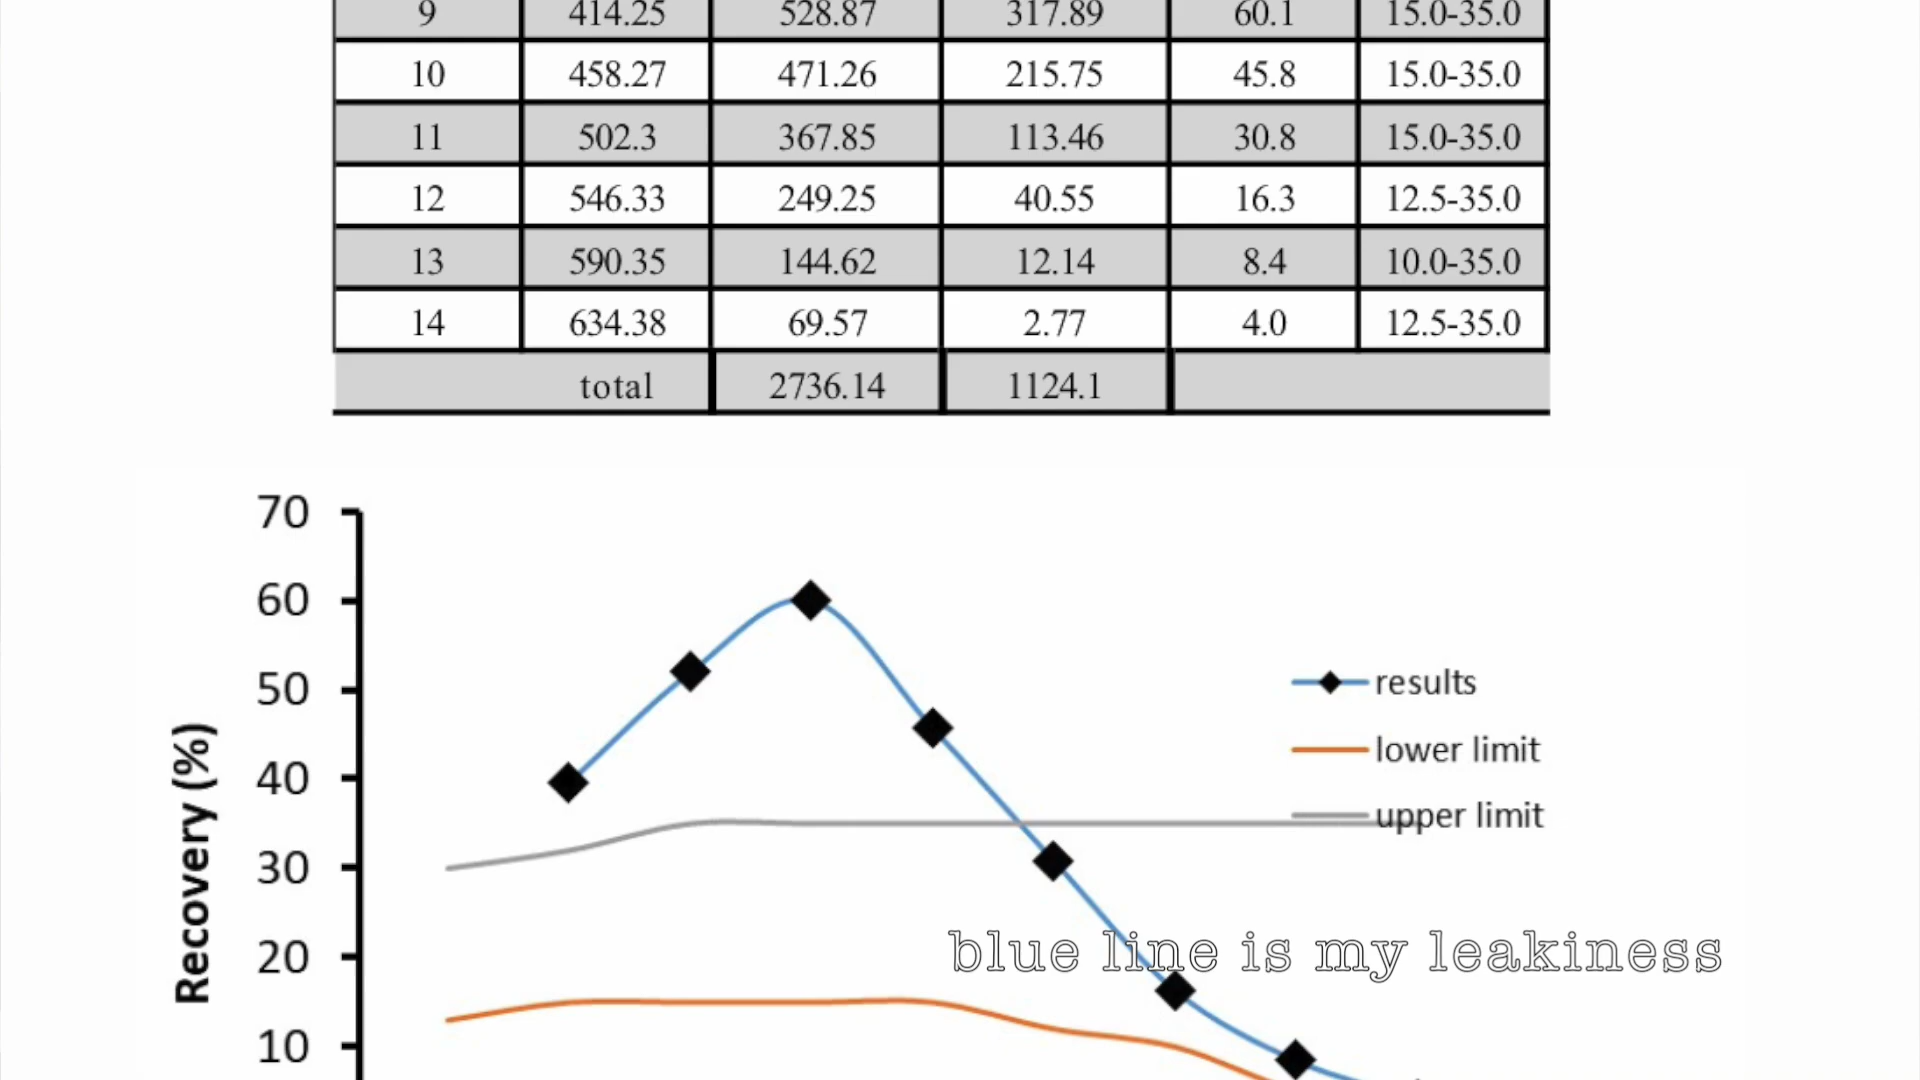 9 414.25 528.87 317.89 60.1 15.0-35.0
10 458.27 471.26 215.75 45.8 15.0-35.0
11 502.3 367.85 113.46 30.8 15.0-35.0
12 546.33 249.25 40.55 16.3 12.5-35.0
13 590.35 144.62 12.14 8.4 10.0-35.0
14 634.38 69.57 2.77 4.0 12.5-35.0
total 2736.14 1124.1
70
60
50
40
30
20
10
Recovery (%)
results
lower limit
upper limit
blue line is my leakiness